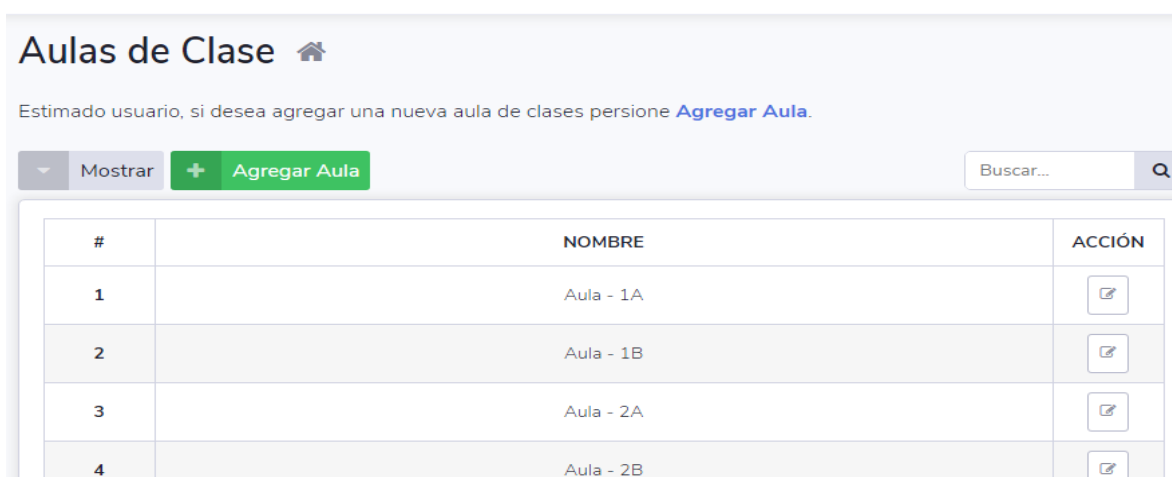 Aulas de Clase
Estimado usuario, si desea agregar una nueva aula de clases persione Agregar Aula.
Mostrar + Agregar Aula Buscar...
# NOMBRE ACCIÓN
1 Aula - 1A
2 Aula - 1B
3 Aula - 2A
4 Aula - 2B